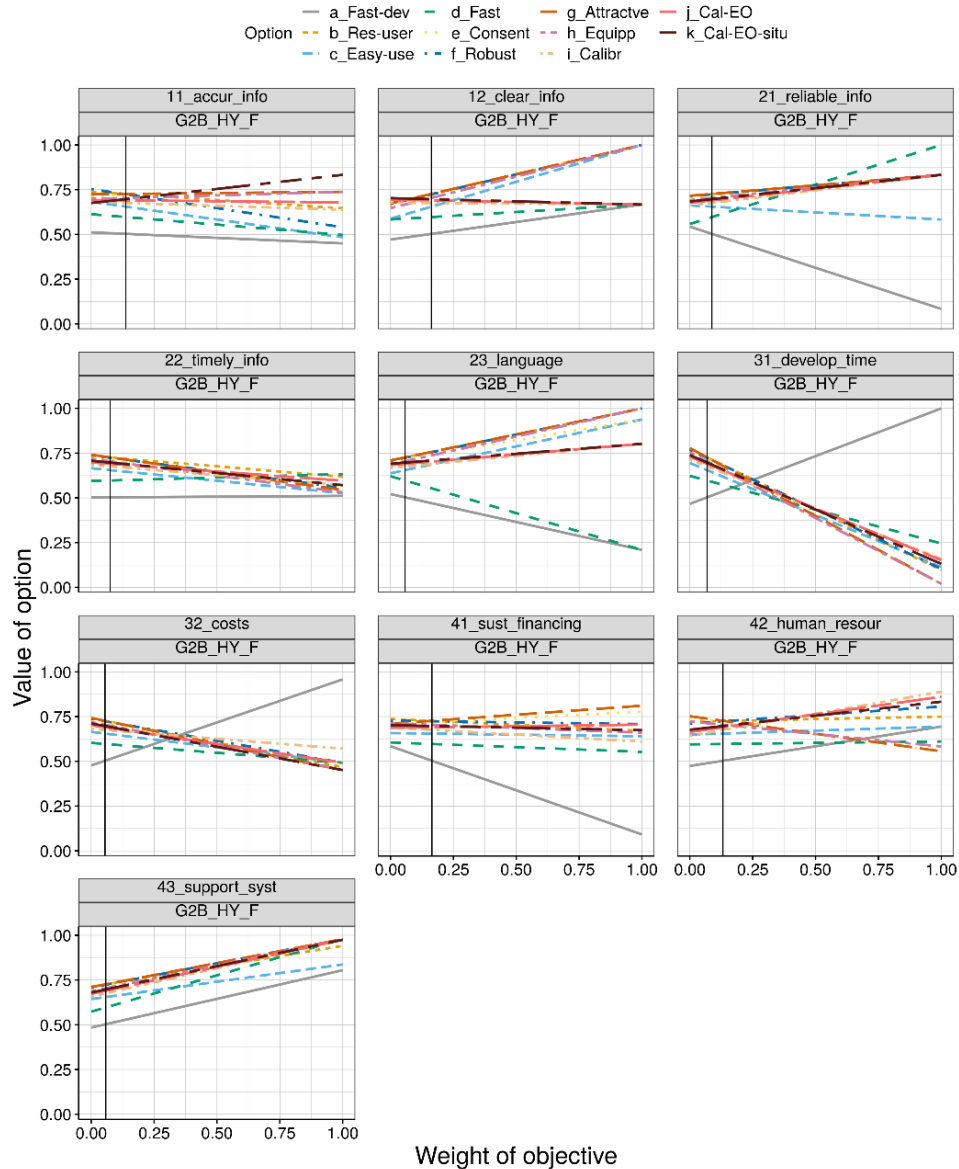 a_Fast-dev d_Fast g_Attractve j_Cal-EO
Option b_Res-user e_Consent h_Equipp k_Cal-EO-situ
c_Easy-use f_Robust i_Calibr
11_accur_info 12_clear_info 21_reliable_info
G2B_HY_F G2B_HY_F G2B_HY_F
1.00
0.75
0.50
0.25
0.00
22_timely_info 23_language 31_develop_time
G2B_HY_F G2B_HY_F G2B_HY_F
1.00
0.75
0.50
0.25
0.00
Value of option
32_costs 41_sust_financing 42_human_resour
G2B_HY_F G2B_HY_F G2B_HY_F
1.00
0.75
0.50
0.25
0.00
0.00 0.25 0.50 0.75 1.00 0.00 0.25 0.50 0.75 1.00
43_support_syst
G2B_HY_F
1.00
0.75
0.50
0.25
0.00
0.00 0.25 0.50 0.75 1.00
Weight of objective